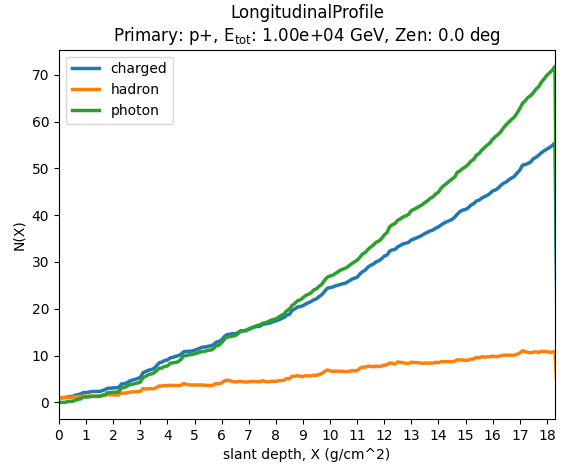 LongitudinalProfile
Primary: p+, E_tot: 1.00e+04 GeV, Zen: 0.0 deg
charged
hadron
photon
70
60
50
40
30
20
10
0
N(X)
0 1 2 3 4 5 6 7 8 9 10 11 12 13 14 15 16 17 18
slant depth, X (g/cm^2)